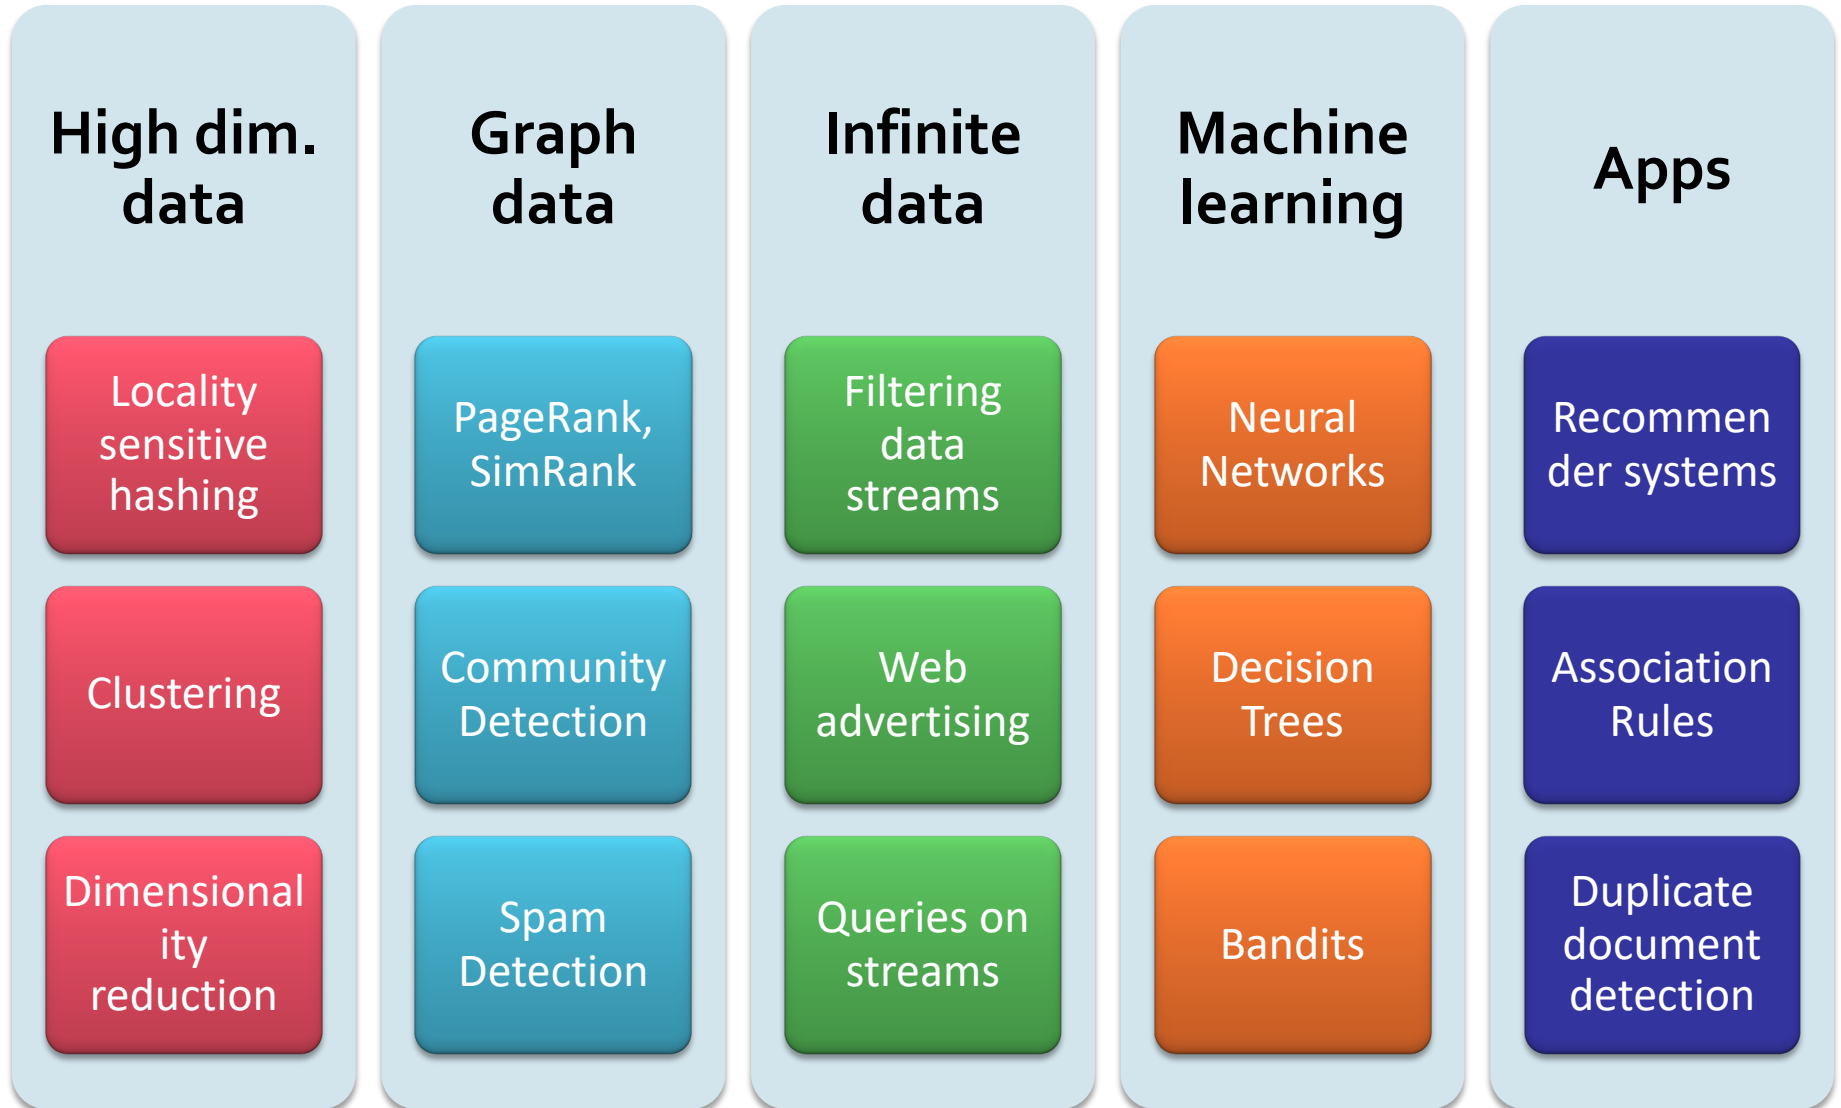 High dim.
data
Locality
sensitive
hashing
Clustering
Dimensional
ity
reduction
Graph
data
PageRank,
SimRank
Community
Detection
Spam
Detection
Infinite
data
Filtering
data
streams
Web
advertising
Queries on
streams
Machine
learning
Neural
Networks
Decision
Trees
Bandits
Apps
Recommen
der systems
Association
Rules
Duplicate
document
detection